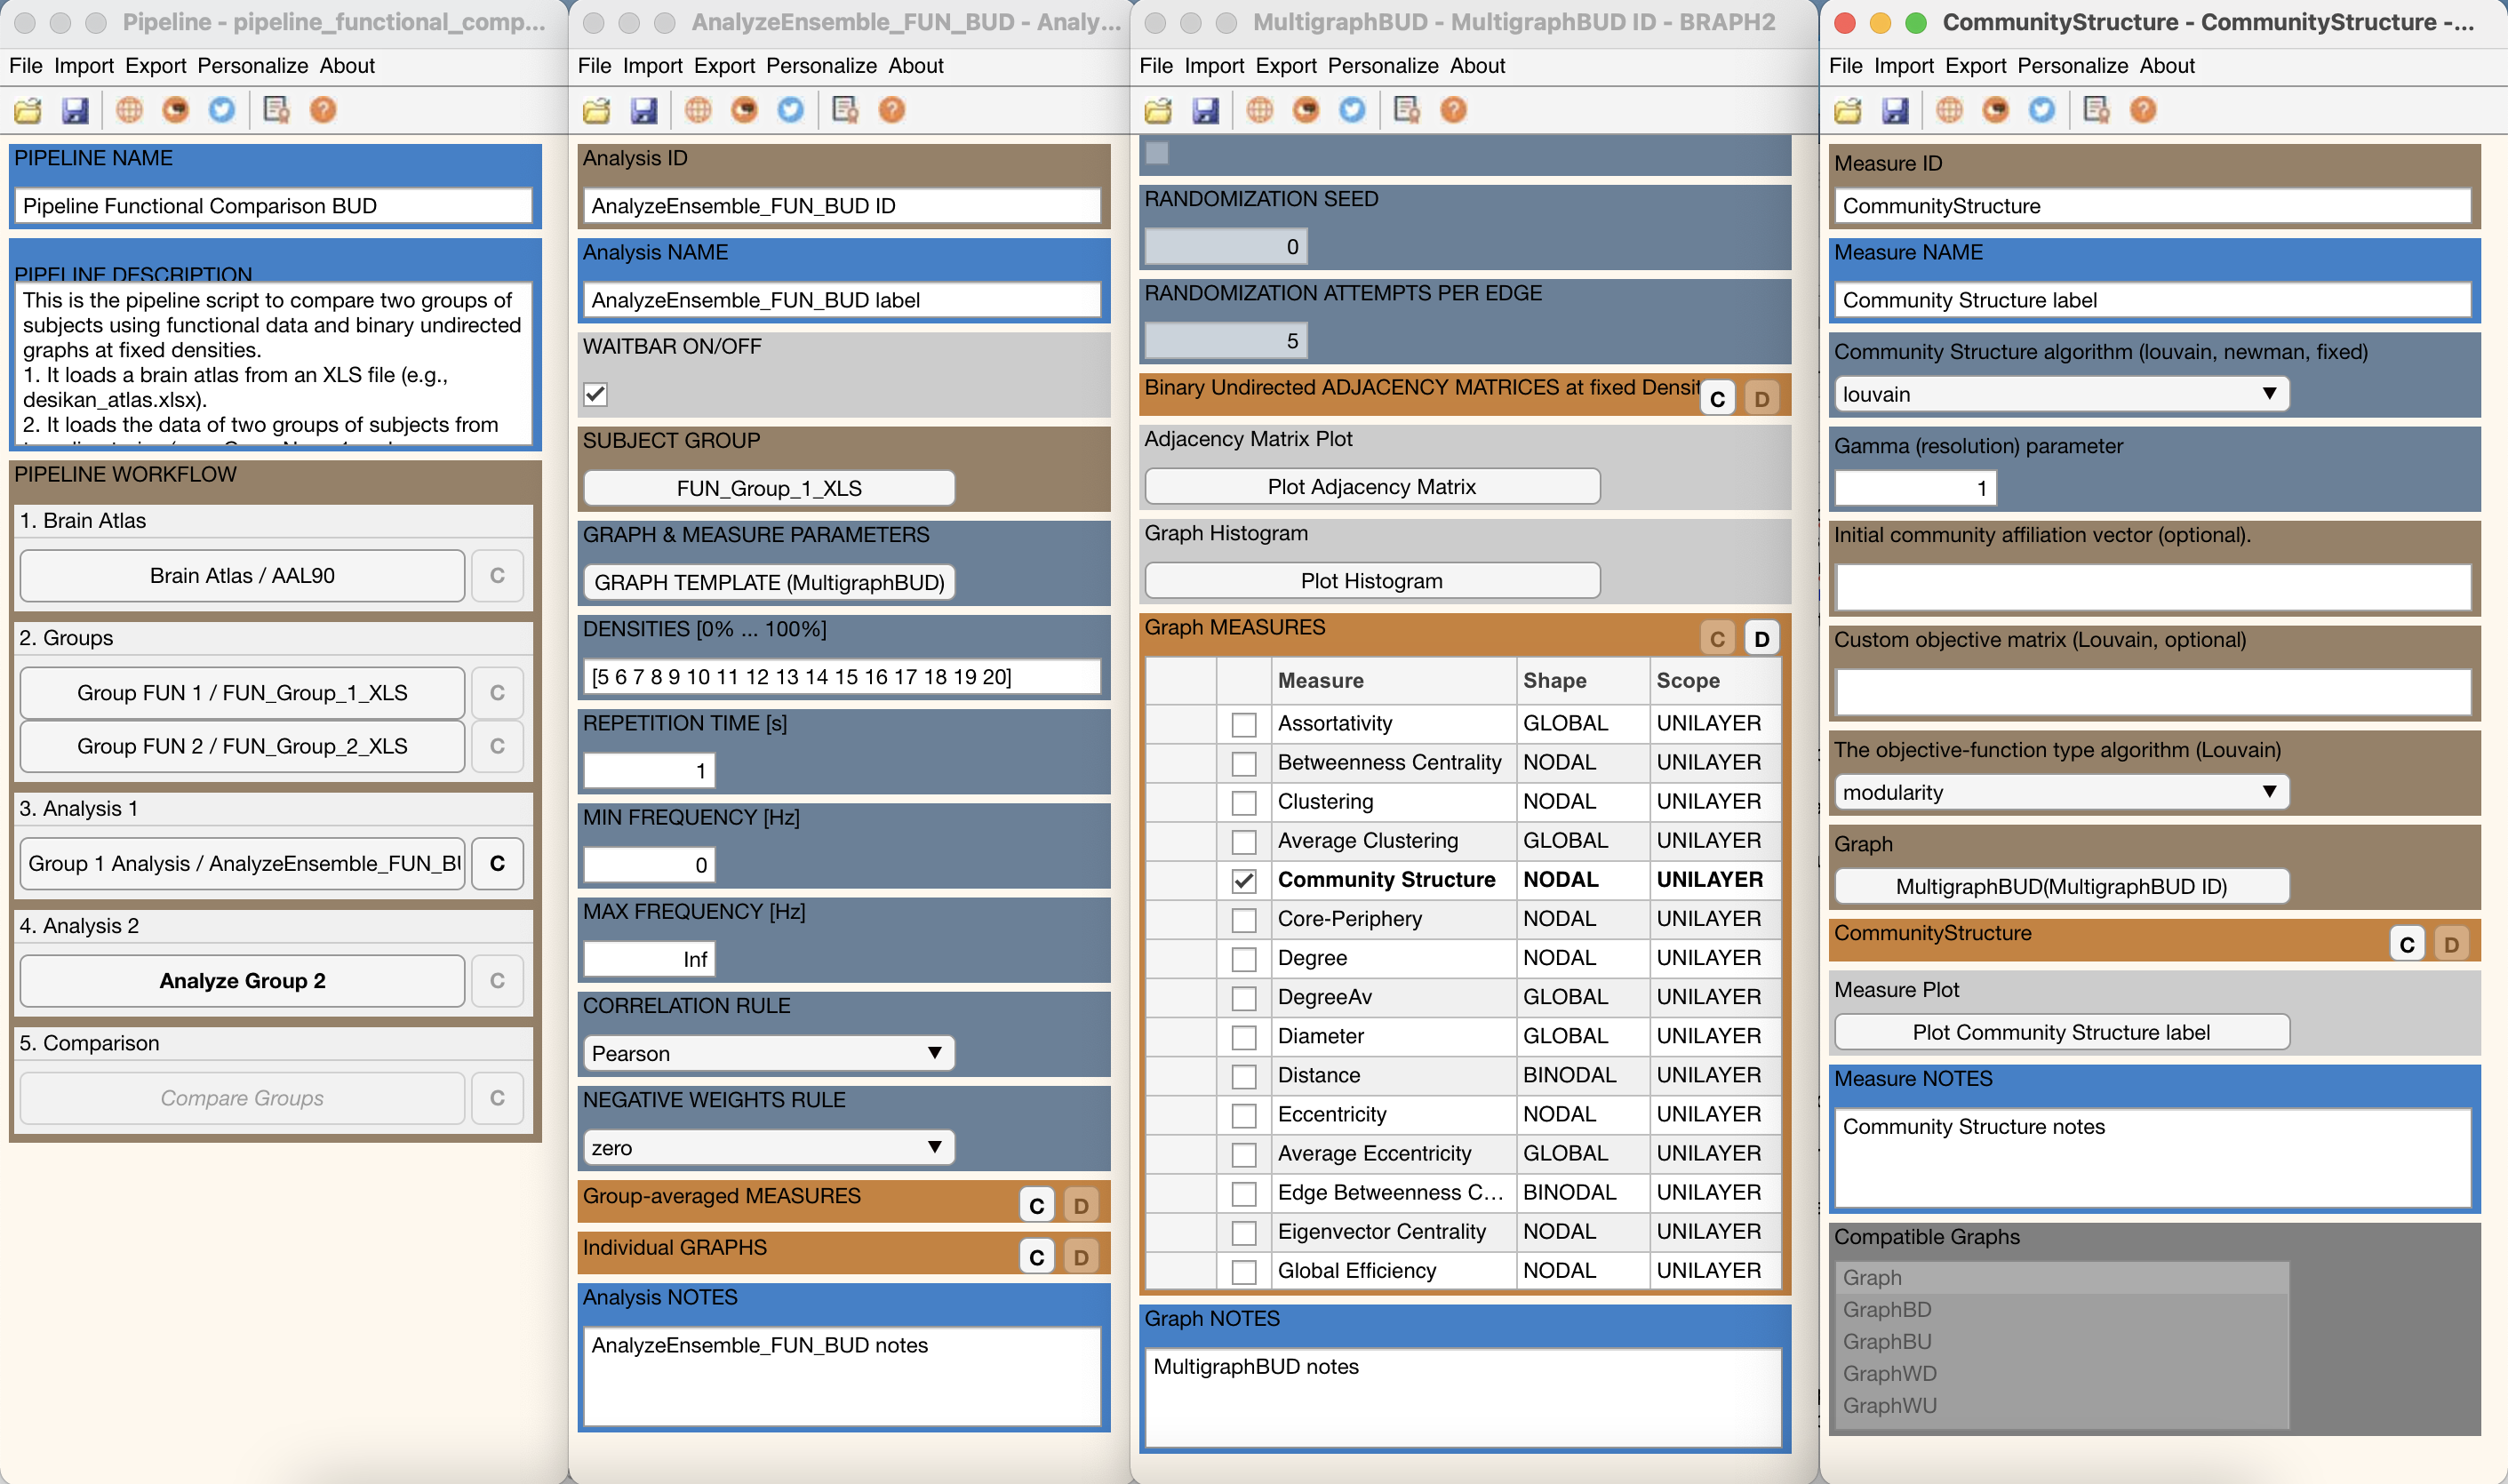 Pipeline - pipeline_functional_comp...
File Import Export Personalize About
PIPELINE NAME
Pipeline Functional Comparison BUD
PIPELINE DESCRIPTION
This is the pipeline script to compare two groups of
subjects using functional data and binary undirected
graphs at fixed densities.
1. It loads a brain atlas from an XLS file (e.g.,
desikan_atlas.xlsx).
2. It loads the data of two groups of subjects from
PIPELINE WORKFLOW
1. Brain Atlas
Brain Atlas / AAL90 C
2. Groups
Group FUN 1 / FUN_Group_1_XLS C
Group FUN 2 / FUN_Group_2_XLS C
3. Analysis 1
Group 1 Analysis / AnalyzeEnsemble_FUN_BU C
4. Analysis 2
Analyze Group 2 C
5. Comparison
Compare Groups C
AnalyzeEnsemble_FUN_BUD - Analy...
File Import Export Personalize About
Analysis ID
AnalyzeEnsemble_FUN_BUD ID
Analysis NAME
AnalyzeEnsemble_FUN_BUD label
WAITBAR ON/OFF
SUBJECT GROUP
FUN_Group_1_XLS
GRAPH & MEASURE PARAMETERS
GRAPH TEMPLATE (MultigraphBUD)
DENSITIES [0% ... 100%]
[5 6 7 8 9 10 11 12 13 14 15 16 17 18 19 20]
REPETITION TIME [s]
1
MIN FREQUENCY [Hz]
0
MAX FREQUENCY [Hz]
Inf
CORRELATION RULE
Pearson
NEGATIVE WEIGHTS RULE
zero
Group-averaged MEASURES C D
Individual GRAPHS C D
Analysis NOTES
AnalyzeEnsemble_FUN_BUD notes
MultigraphBUD - MultigraphBUD ID - BRAPH2
File Import Export Personalize About
RANDOMIZATION SEED
0
RANDOMIZATION ATTEMPTS PER EDGE
5
Binary Undirected ADJACENCY MATRICES at fixed Densit C D
Adjacency Matrix Plot
Plot Adjacency Matrix
Graph Histogram
Plot Histogram
Graph MEASURES C D
Measure Shape Scope
Assortativity GLOBAL UNILAYER
Betweenness Centrality NODAL UNILAYER
Clustering NODAL UNILAYER
Average Clustering GLOBAL UNILAYER
Community Structure NODAL UNILAYER
Core-Periphery NODAL UNILAYER
Degree NODAL UNILAYER
DegreeAv GLOBAL UNILAYER
Diameter GLOBAL UNILAYER
Distance BINODAL UNILAYER
Eccentricity NODAL UNILAYER
Average Eccentricity GLOBAL UNILAYER
Edge Betweenness C... BINODAL UNILAYER
Eigenvector Centrality NODAL UNILAYER
Global Efficiency NODAL UNILAYER
Graph NOTES
MultigraphBUD notes
CommunityStructure - CommunityStructure -...
File Import Export Personalize About
Measure ID
CommunityStructure
Measure NAME
Community Structure label
Community Structure algorithm (louvain, newman, fixed)
louvain
Gamma (resolution) parameter
1
Initial community affiliation vector (optional).
Custom objective matrix (Louvain, optional)
The objective-function type algorithm (Louvain)
modularity
Graph
MultigraphBUD(MultigraphBUD ID)
CommunityStructure C D
Measure Plot
Plot Community Structure label
Measure NOTES
Community Structure notes
Compatible Graphs
Graph
GraphBD
GraphBU
GraphWD
GraphWU